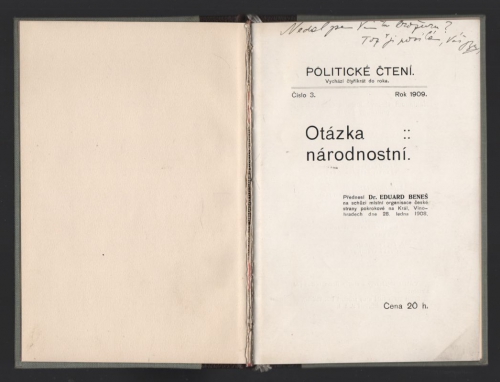 POLITICKÉ ČTENÍ.
Vychází čtyřikrát do roka.
Číslo 3. Rok 1909.
Otázka ::
národnostní.
Přednesl Dr. EDUARD BENEŠ
na schůzi místní organisace české
strany pokrokové na Král. Vino-
hradech dne 28. ledna 1909.
Cena 20 h.